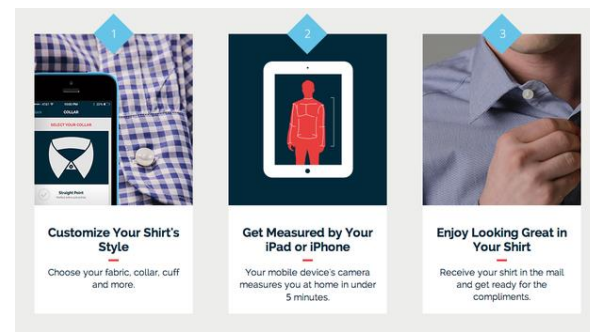 1
2
3
COLLAR
SELECT YOUR COLLAR
Straight Point
Customize Your Shirt's
Style
Choose your fabric, collar, cuff
and more.
Get Measured by Your
iPad or iPhone
Your mobile device's camera
measures you at home in under
5 minutes.
Enjoy Looking Great in
Your Shirt
Receive your shirt in the mail
and get ready for the
compliments.